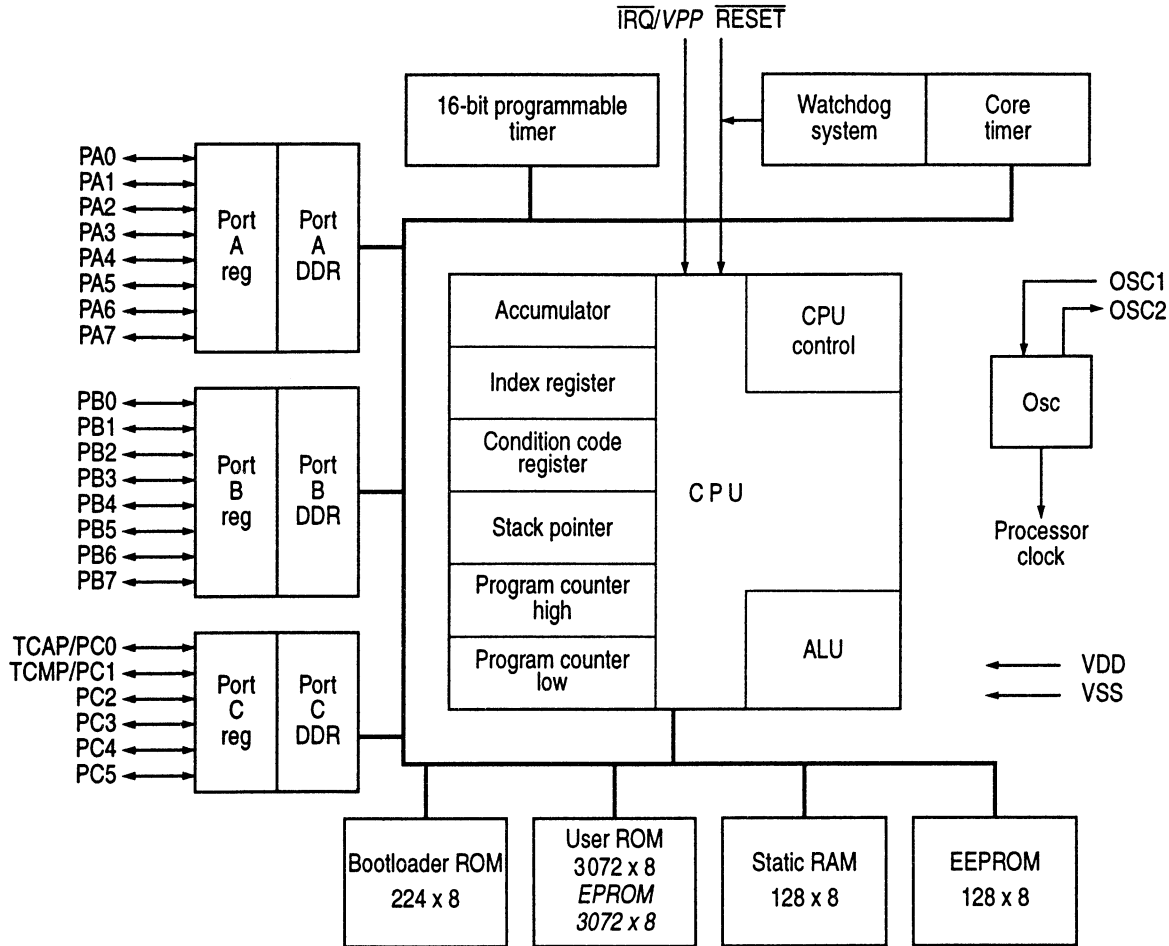 IRQ/VPP RESET
16-bit programmable
timer
Watchdog
system
Core
timer
PA0
PA1
PA2
PA3
PA4
PA5
PA6
PA7
Port
A
reg
Port
A
DDR
PB0
PB1
PB2
PB3
PB4
PB5
PB6
PB7
Port
B
reg
Port
B
DDR
TCAP/PC0
TCMP/PC1
PC2
PC3
PC4
PC5
Port
C
reg
Port
C
DDR
Accumulator
Index register
Condition code
register
Stack pointer
Program counter
high
Program counter
low
CPU
control
C P U
ALU
OSC1
OSC2
Osc
Processor
clock
VDD
VSS
Bootloader ROM
224 x 8
User ROM
3072 x 8
EPROM
3072 x 8
Static RAM
128 x 8
EEPROM
128 x 8